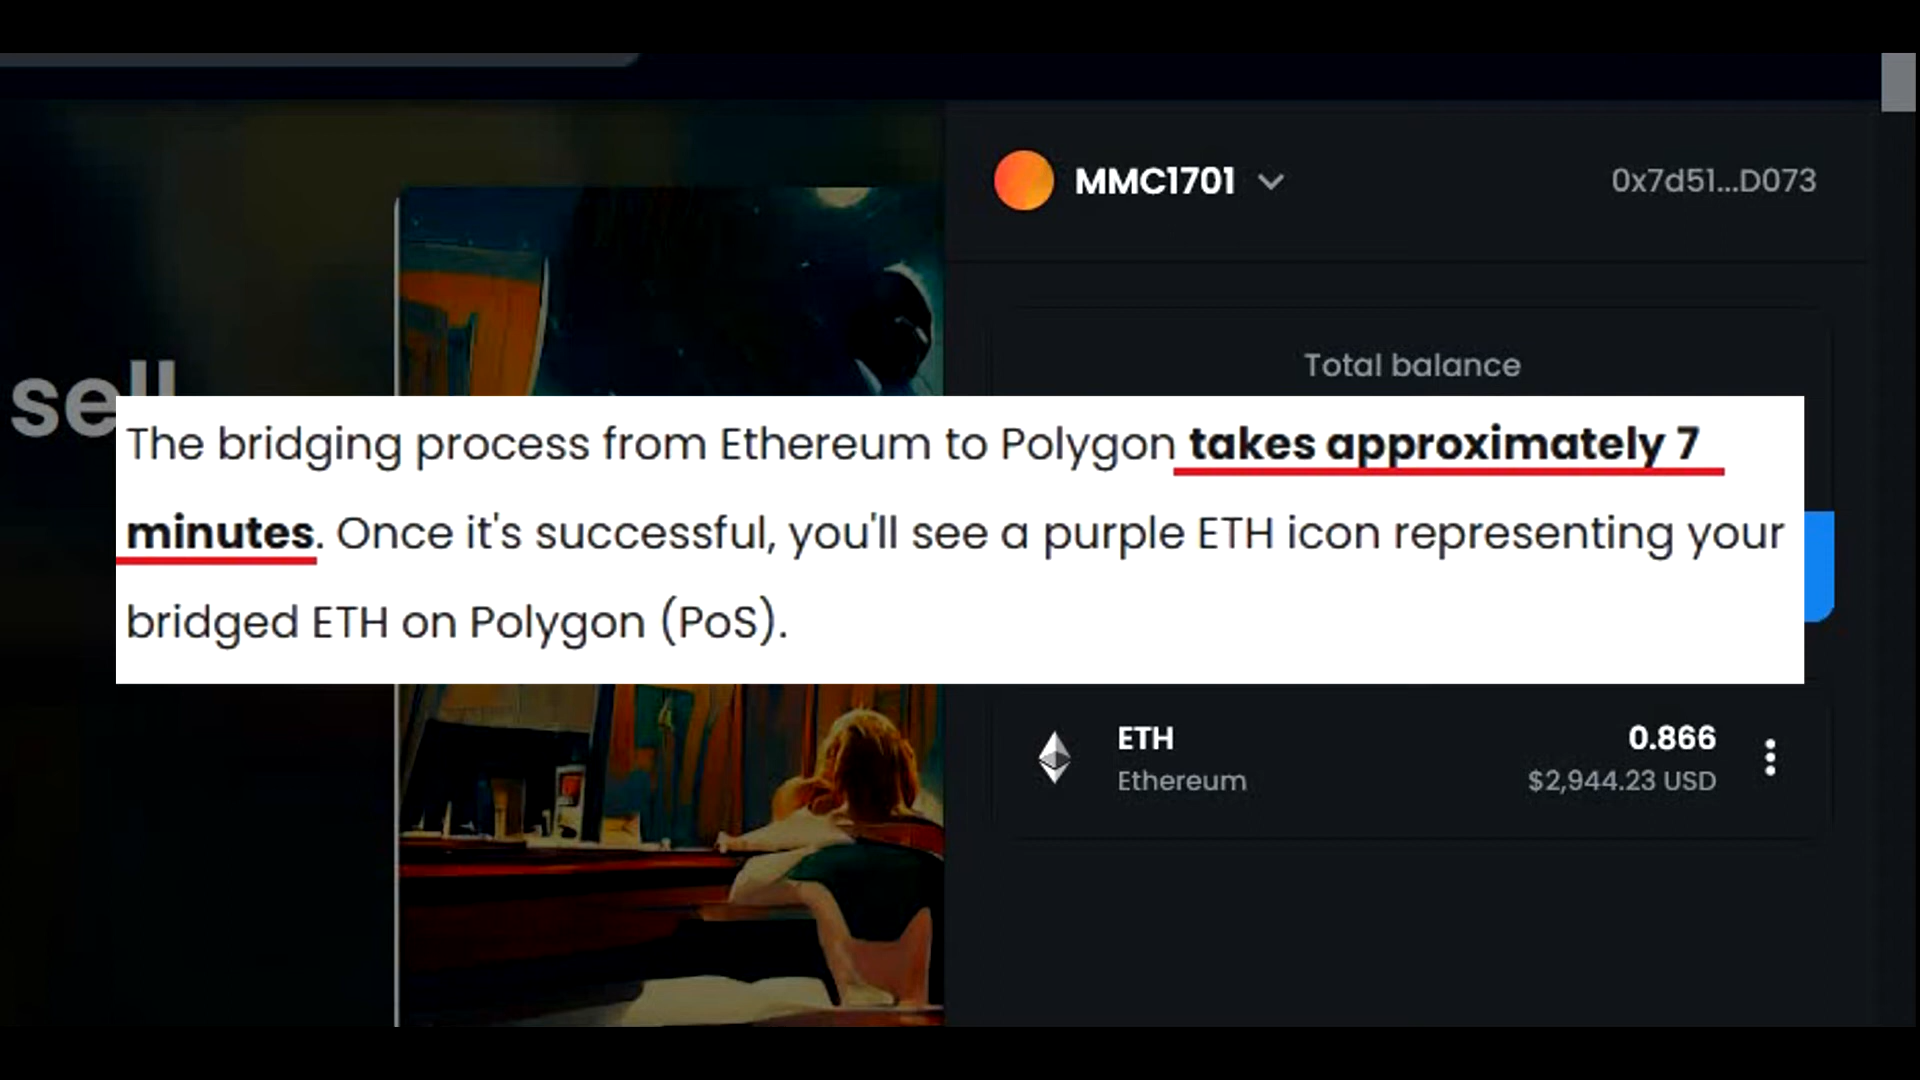 MMC1701
0x7d51...D073
Total balance
sell
The bridging process from Ethereum to Polygon takes approximately 7
minutes. Once it's successful, you'll see a purple ETH icon representing your
bridged ETH on Polygon (PoS).
ETH
0.866
Ethereum
$2,944.23 USD